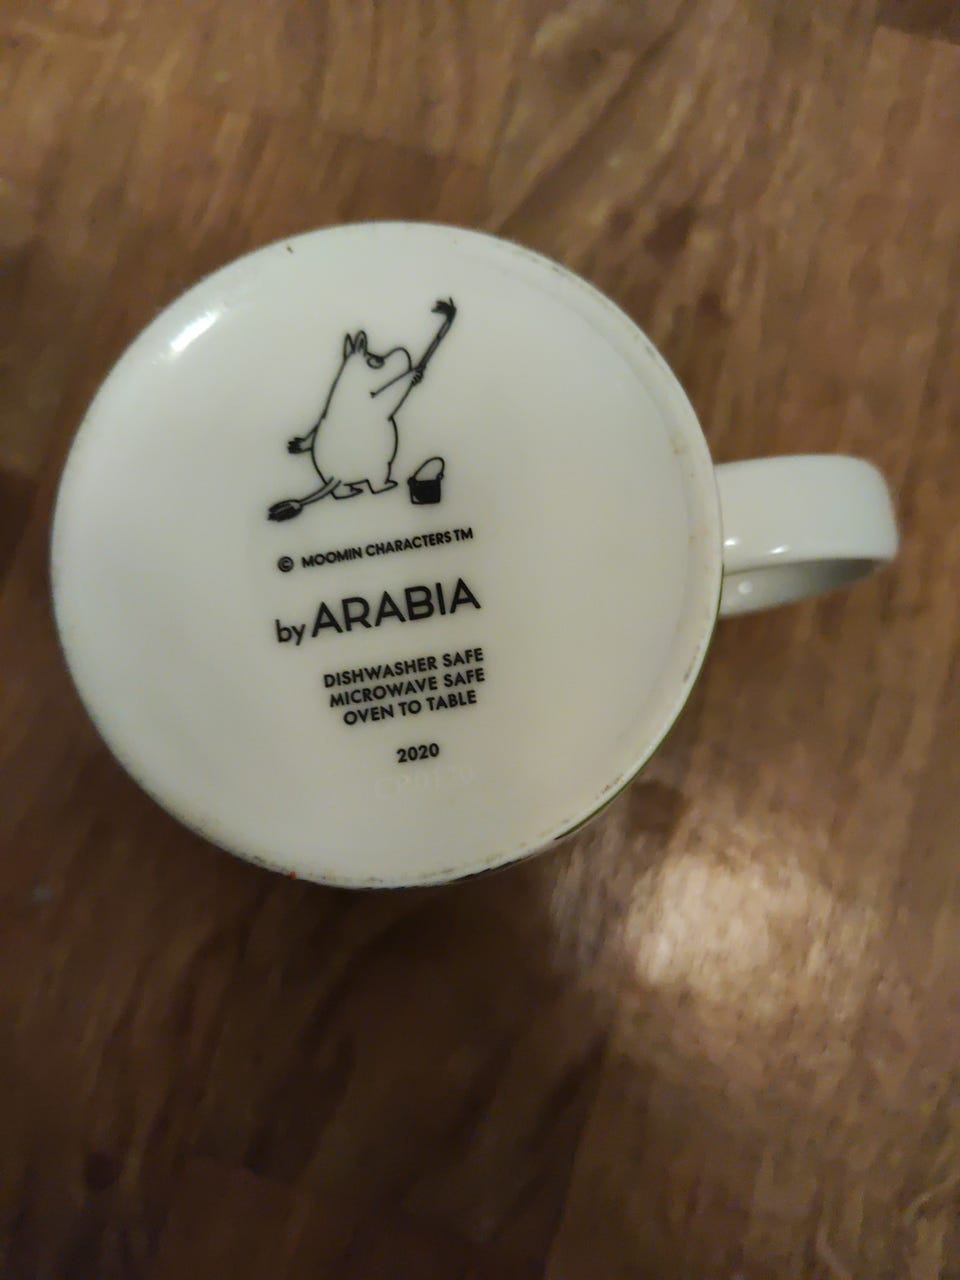 © MOOMIN CHARACTERS TM
by ARABIA
DISHWASHER SAFE
MICROWAVE SAFE
OVEN TO TABLE
2020